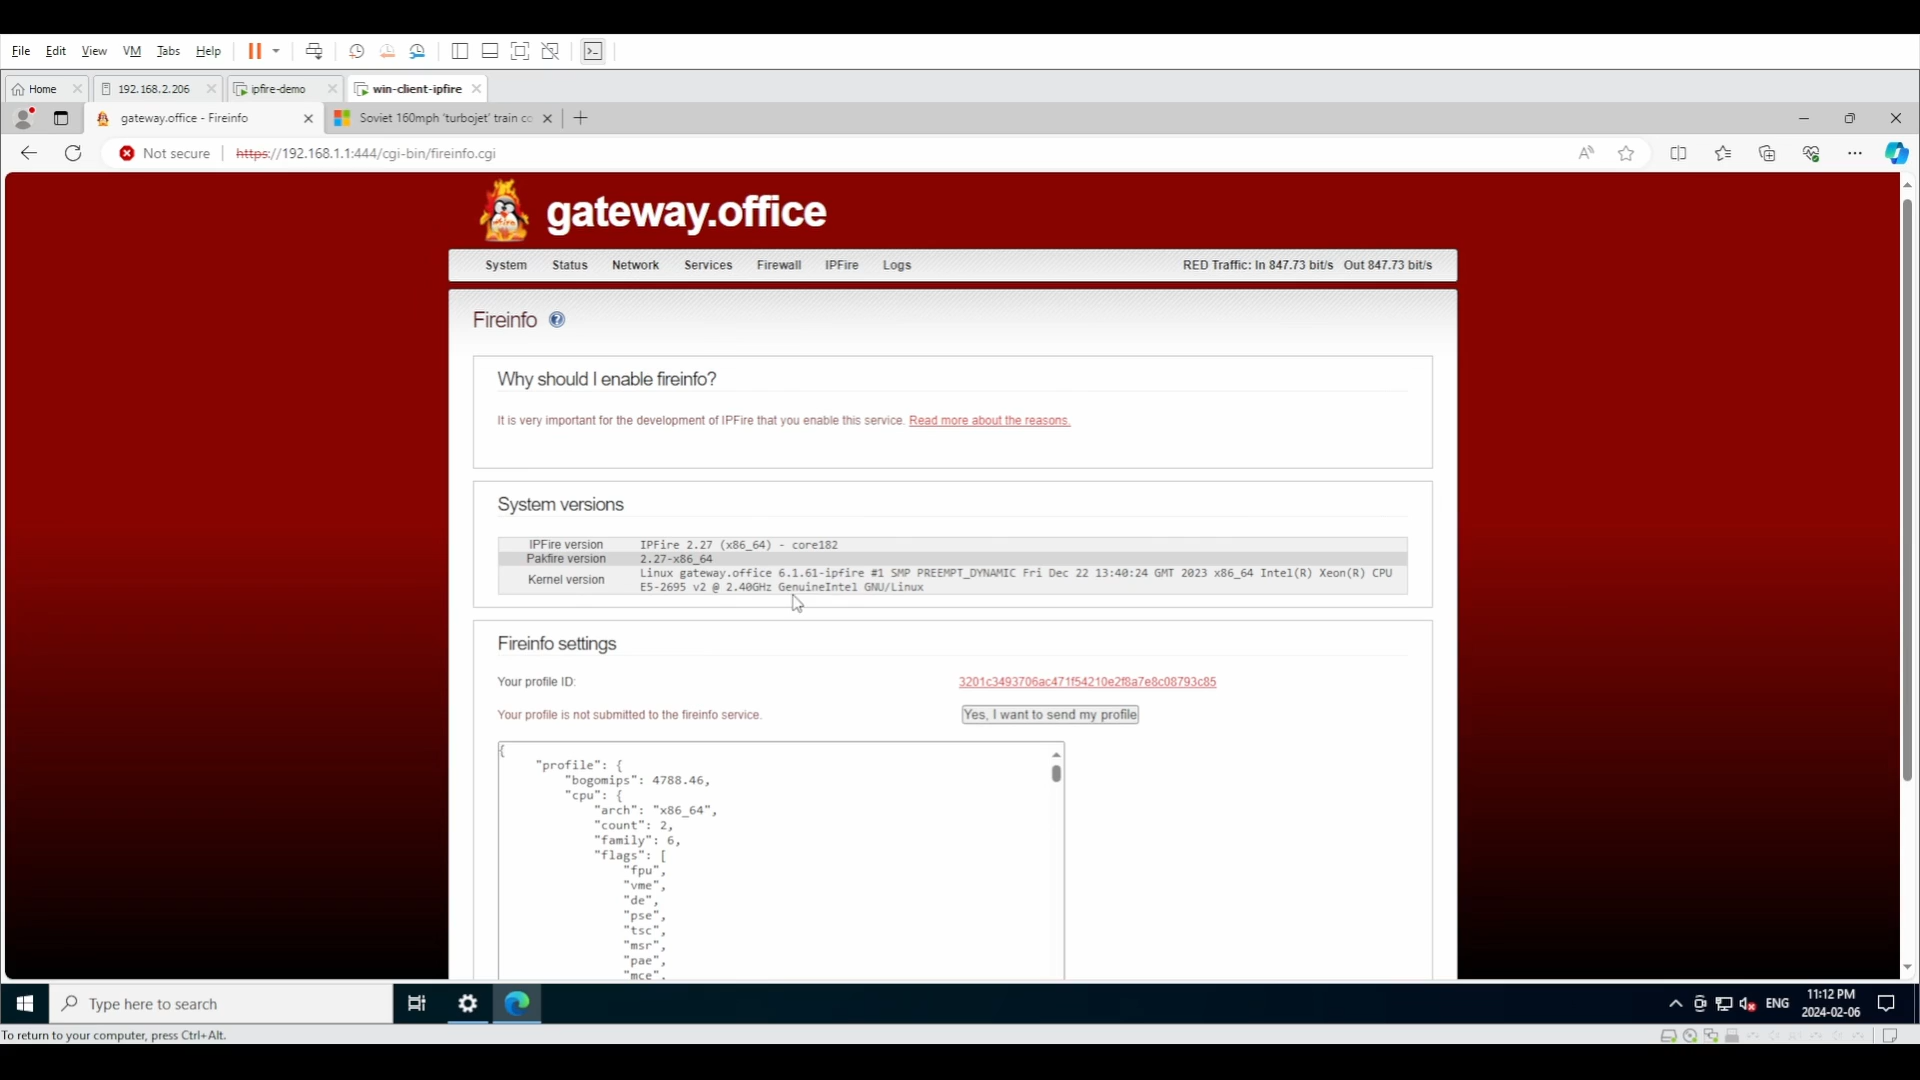 File Edit View VM Tabs Help
Home 192.168.2.206 ipfire-demo win-client-ipfire
gateway.office - Fireinfo Soviet 160mph 'turbojet' train co
Not secure https://192.168.1.1:444/cgi-bin/fireinfo.cgi
gateway.office
System Status Network Services Firewall IPFire Logs RED Traffic: In 847.73 bit/s Out 847.73 bit/s
Fireinfo
Why should I enable fireinfo?
It is very important for the development of IPFire that you enable this service. Read more about the reasons.
System versions
IPFire version IPFire 2.27 (x86_64) - core182
Pakfire version 2.27-x86_64
Kernel version Linux gateway.office 6.1.61-ipfire #1 SMP PREEMPT_DYNAMIC Fri Dec 22 13:40:24 GMT 2023 x86_64 Intel(R) Xeon(R) CPU
E5-2695 v2 @ 2.40GHz GenuineIntel GNU/Linux
Fireinfo settings
Your profile ID: 3201c3493706ac471f54210e2f8a7e8c08793c85
Your profile is not submitted to the fireinfo service. Yes, I want to send my profile
{
"profile": {
"bogomips": 4788.46,
"cpu": {
"arch": "x86_64",
"count": 2,
"family": 6,
"flags": [
"fpu",
"vme",
"de",
"pse",
"tsc",
"msr",
"pae",
"mce",
Type here to search ENG 11:12 PM
2024-02-06
To return to your computer, press Ctrl+Alt.